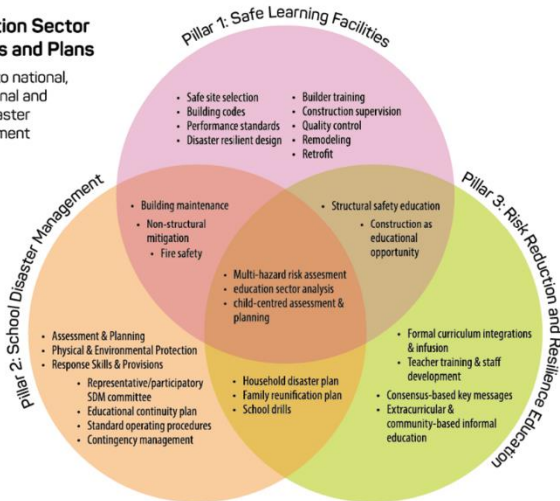 tion Sector
s and Plans
to national,
nal and
aster
ment
Pillar 1: Safe Learning Facilities
• Safe site selection
• Building codes
• Performance standards
• Disaster resilient design
• Builder training
• Construction supervision
• Quality control
• Remodeling
• Retrofit
Pillar 2: School Disaster Management
Pillar 3: Risk Reduction and Resilience Education
• Building maintenance
• Non-structural
mitigation
• Fire safety
• Structural safety education
• Construction as
educational
opportunity
• Multi-hazard risk assesment
• education sector analysis
• child-centred assessment &
planning
• Assessment & Planning
• Physical & Environmental Protection
• Response Skills & Provisions
• Representative/participatory
SDM committee
• Educational continuity plan
• Standard operating procedures
• Contingency management
• Household disaster plan
• Family reunification plan
• School drills
• Formal curriculum integrations
& infusion
• Teacher training & staff
development
• Consensus-based key messages
• Extracurricular &
community-based informal
education